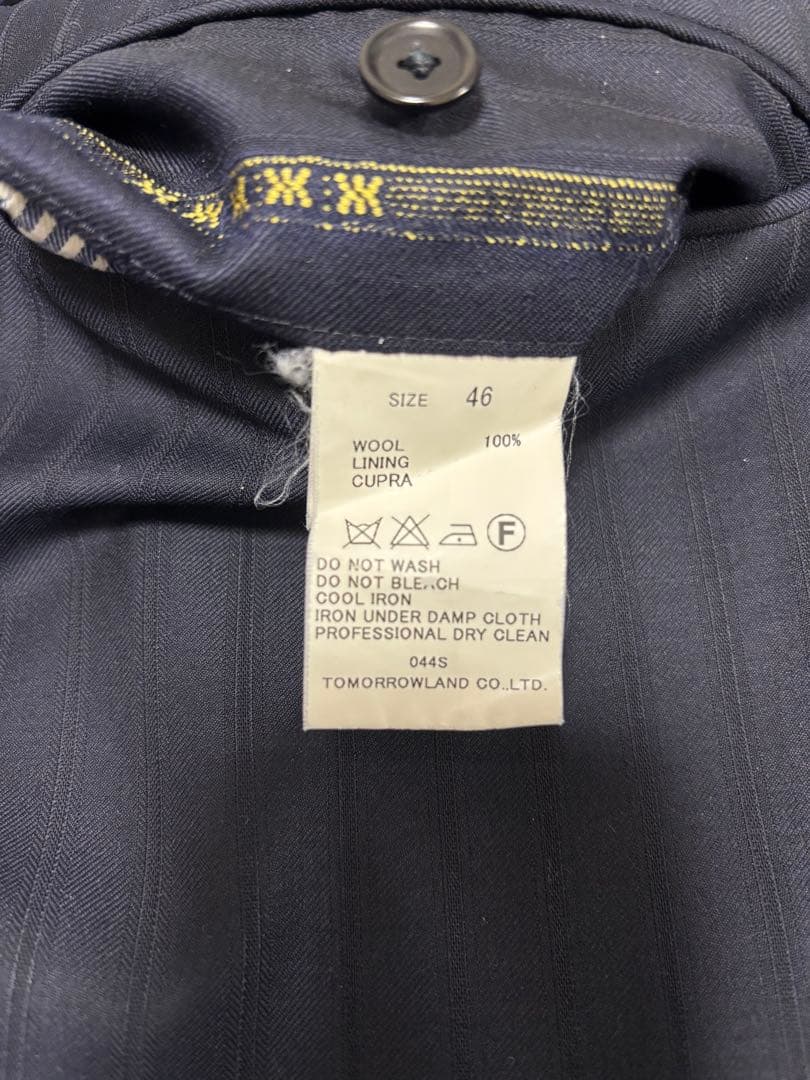 SIZE 46
WOOL 100%
LINING
CUPRA
F
DO NOT WASH
DO NOT BLEACH
COOL IRON
IRON UNDER DAMP CLOTH
PROFESSIONAL DRY CLEAN
044S
TOMORROWLAND CO.,LTD.